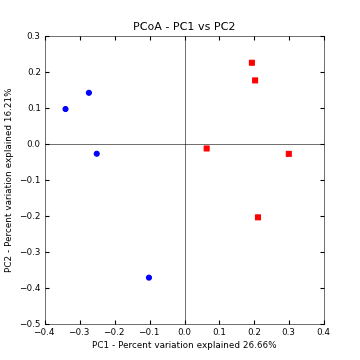 PCoA - PC1 vs PC2
0.3
0.2
0.1
0.0
−0.1
−0.2
−0.3
−0.4
−0.5
−0.4 −0.3 −0.2 −0.1 0.0 0.1 0.2 0.3 0.4
PC1 - Percent variation explained 26.66%
PC2 - Percent variation explained 16.21%